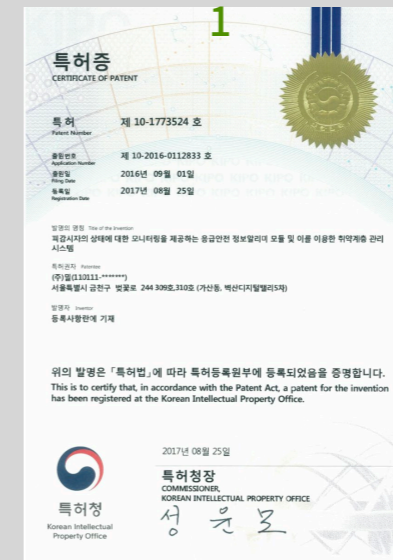 1
특허증
CERTIFICATE OF PATENT
특 허 제 10-1773524 호
Patent Number
출원번호 제 10-2016-0112833 호
Application Number
출원일 2016년 09월 01일
Filing Date
등록일 2017년 08월 25일
Registration Date
발명의 명칭 Title of the Invention
피감시자의 상태에 대한 모니터링을 제공하는 응급안전 정보알리미 모듈 및 이를 이용한 취약계층 관리
시스템
특허권자 Patentee
(110111-*******)
서울특별시 금천구 벚꽃로 244 309호,310호 (가산동, 벽산디지털밸리5차)
발명자 Inventor
등록사항란에 기재
위의 발명은 「특허법」에 따라 특허등록원부에 등록되었음을 증명합니다.
This is to certify that, in accordance with the Patent Act, a patent for the invention
has been registered at the Korean Intellectual Property Office.
2017년 08월 25일
특허청장
COMMISSIONER,
KOREAN INTELLECTUAL PROPERTY OFFICE
성 윤 모
특허청
Korean Intellectual
Property Office